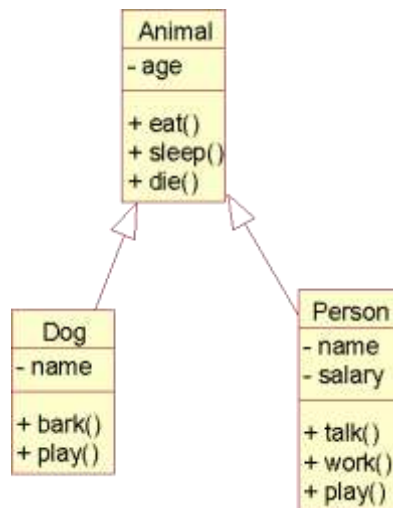 Animal
- age
+ eat()
+ sleep()
+ die()
Dog
- name
+ bark()
+ play()
Person
- name
- salary
+ talk()
+ work()
+ play()